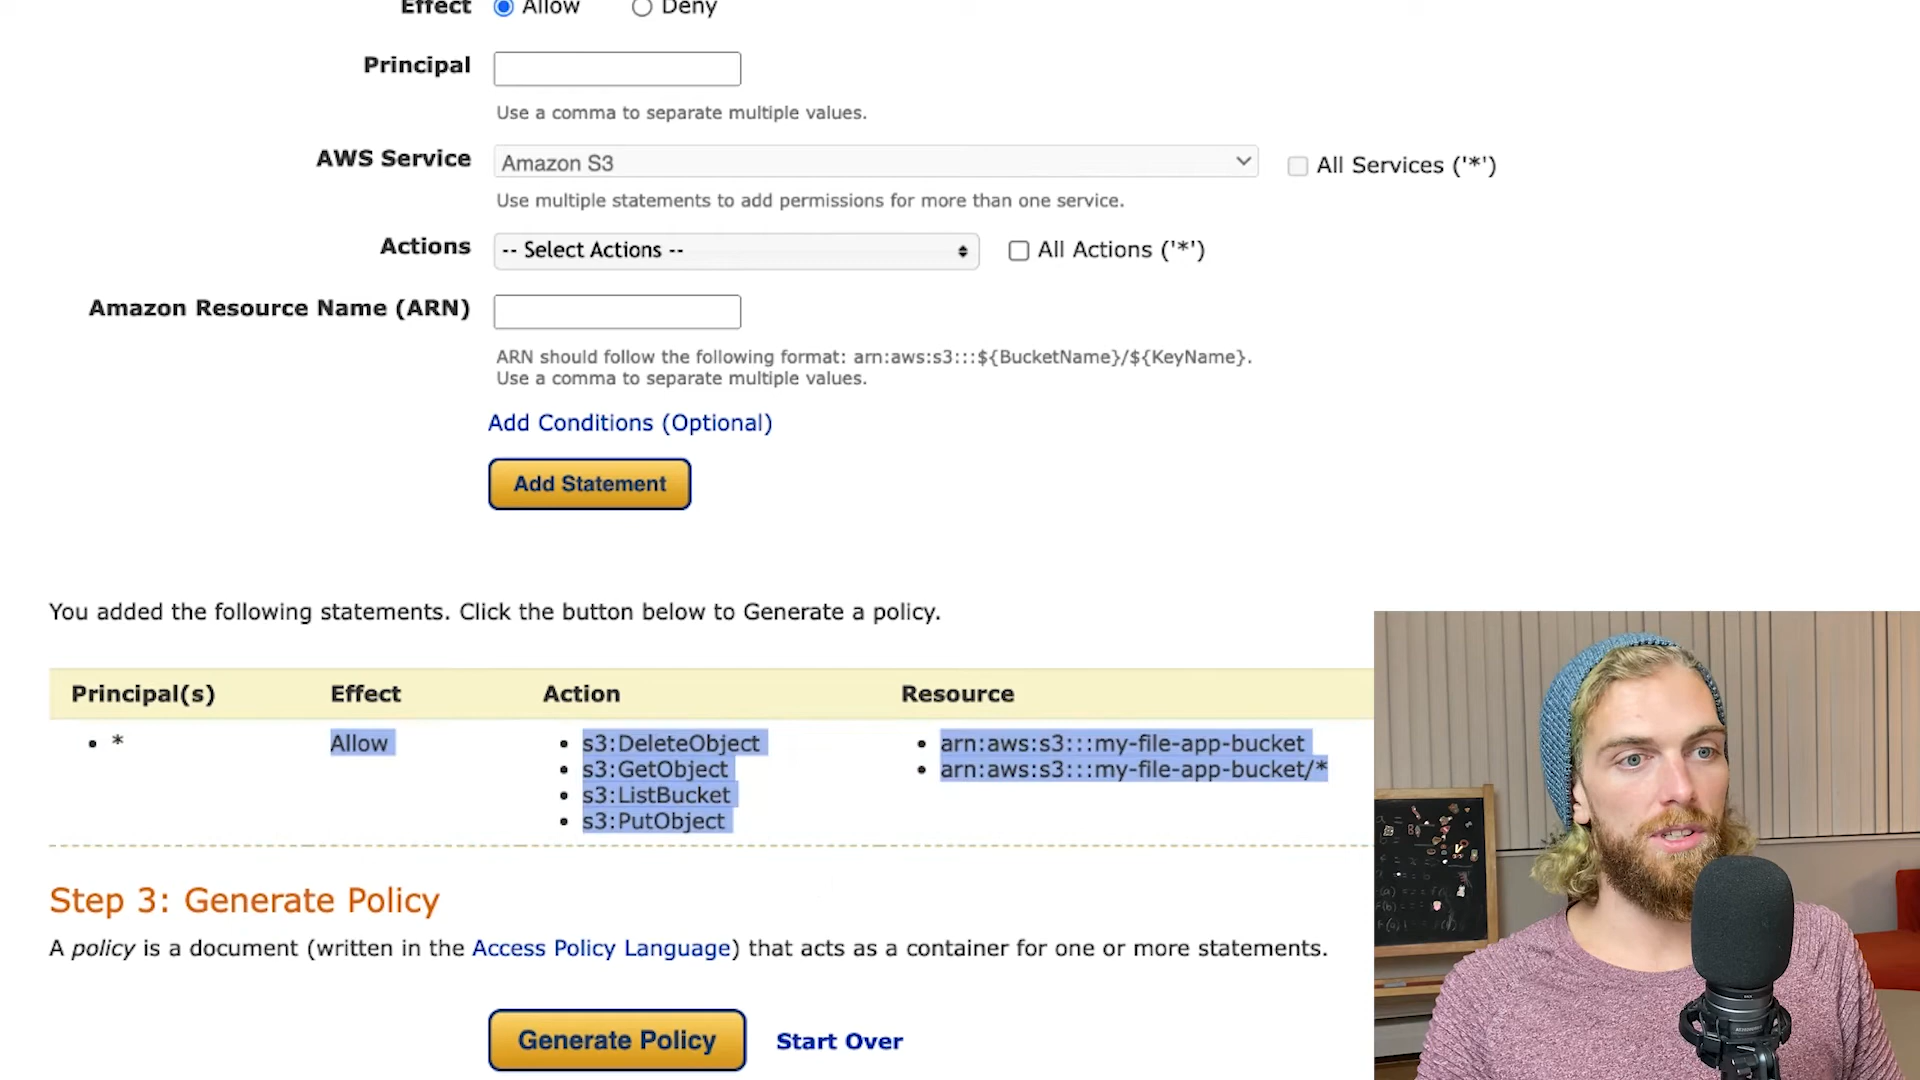 Effect Allow Deny
Principal
Use a comma to separate multiple values.
AWS Service Amazon S3 All Services ('*')
Use multiple statements to add permissions for more than one service.
Actions -- Select Actions -- All Actions ('*')
Amazon Resource Name (ARN)
ARN should follow the following format: arn:aws:s3:::${BucketName}/${KeyName}.
Use a comma to separate multiple values.
Add Conditions (Optional)
Add Statement
You added the following statements. Click the button below to Generate a policy.
Principal(s) Effect Action Resource
• * Allow • s3:DeleteObject • arn:aws:s3:::my-file-app-bucket
• s3:GetObject • arn:aws:s3:::my-file-app-bucket/*
• s3:ListBucket
• s3:PutObject
Step 3: Generate Policy
A policy is a document (written in the Access Policy Language) that acts as a container for one or more statements.
Generate Policy Start Over